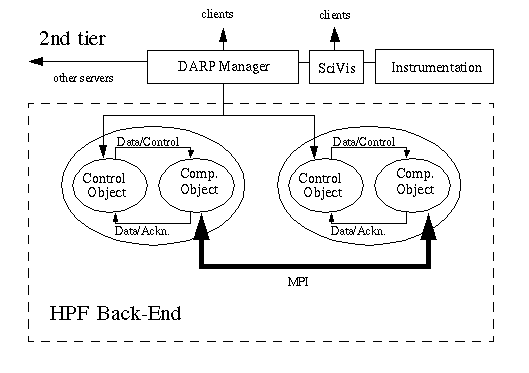 clients
clients
2nd tier
other servers
DARP Manager
SciVis
Instrumentation
Data/Control
Data/Control
Control
Object
Comp.
Object
Control
Object
Comp.
Object
Data/Ackn.
Data/Ackn.
MPI
HPF Back-End